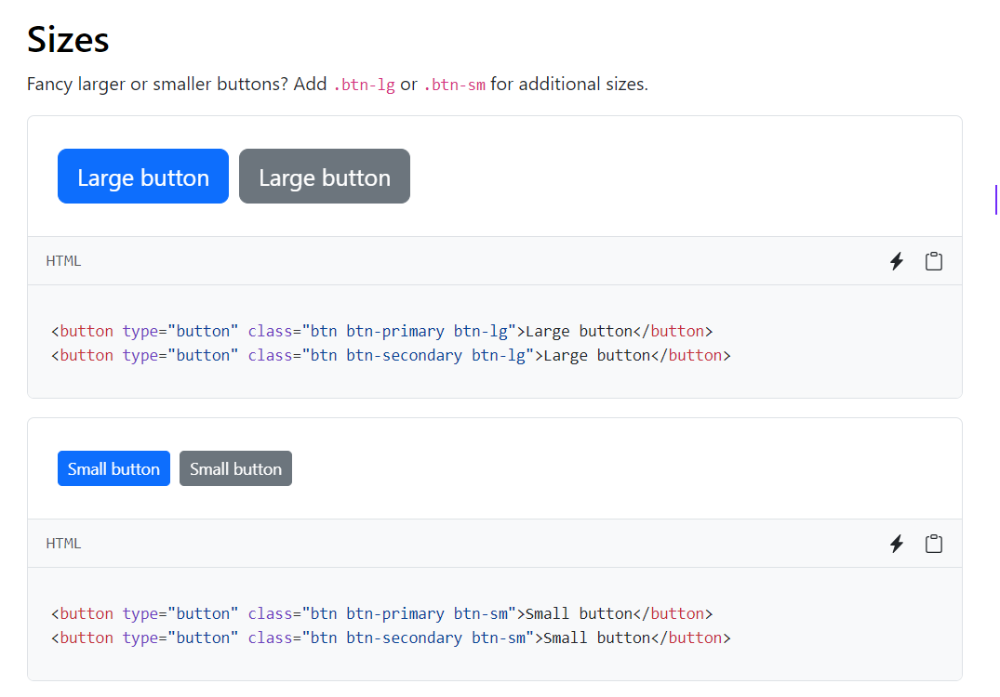 Sizes
Fancy larger or smaller buttons? Add .btn-lg or .btn-sm for additional sizes.
Large button Large button
HTML
<button type="button" class="btn btn-primary btn-lg">Large button</button>
<button type="button" class="btn btn-secondary btn-lg">Large button</button>
Small button Small button
HTML
<button type="button" class="btn btn-primary btn-sm">Small button</button>
<button type="button" class="btn btn-secondary btn-sm">Small button</button>